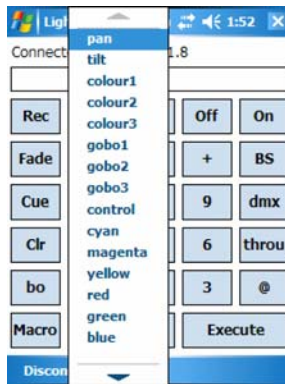 Ligh 1:52
Connect 1.8
pan
tilt
colour1
colour2
colour3
gobo1
gobo2
gobo3
control
cyan
magenta
yellow
red
green
blue
Rec Off On
Fade + BS
Cue 9 dmx
Clr 6 throu
bo 3 @
Macro Execute
Discon